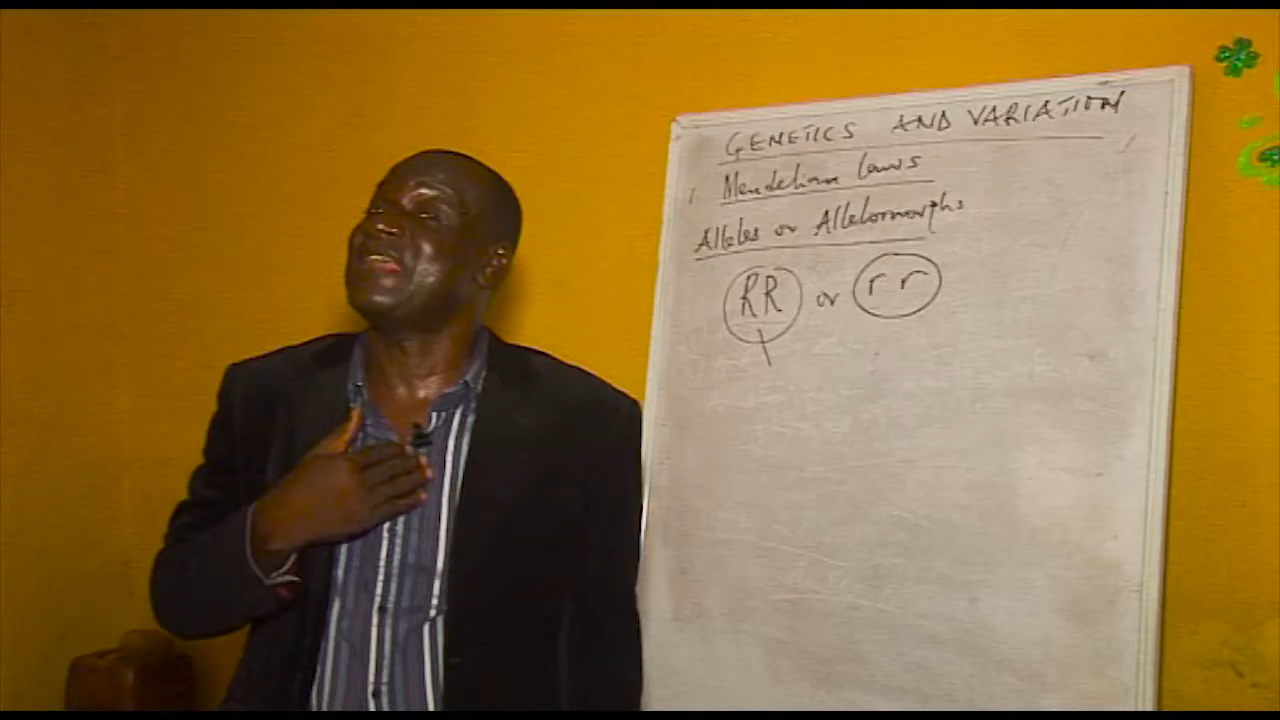 GENETICS AND VARIATION
1 Mendelian laws
Alleles or Allelomorphs
RR or rr